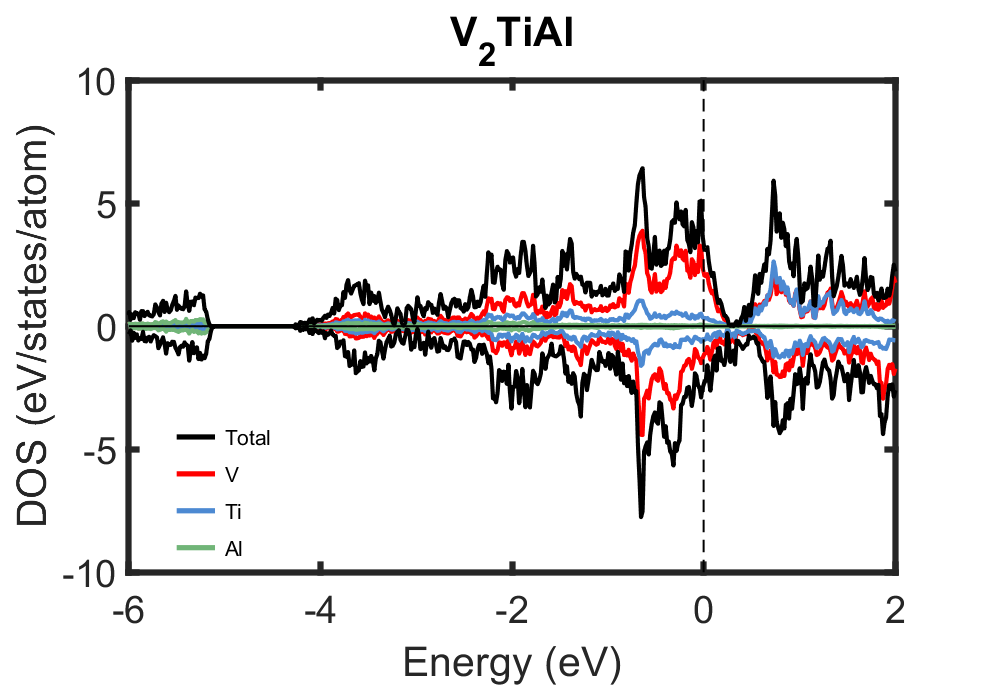 V2TiAl
10
5
0
-5
-10
DOS (eV/states/atom)
Total
V
Ti
Al
-6 -4 -2 0 2
Energy (eV)